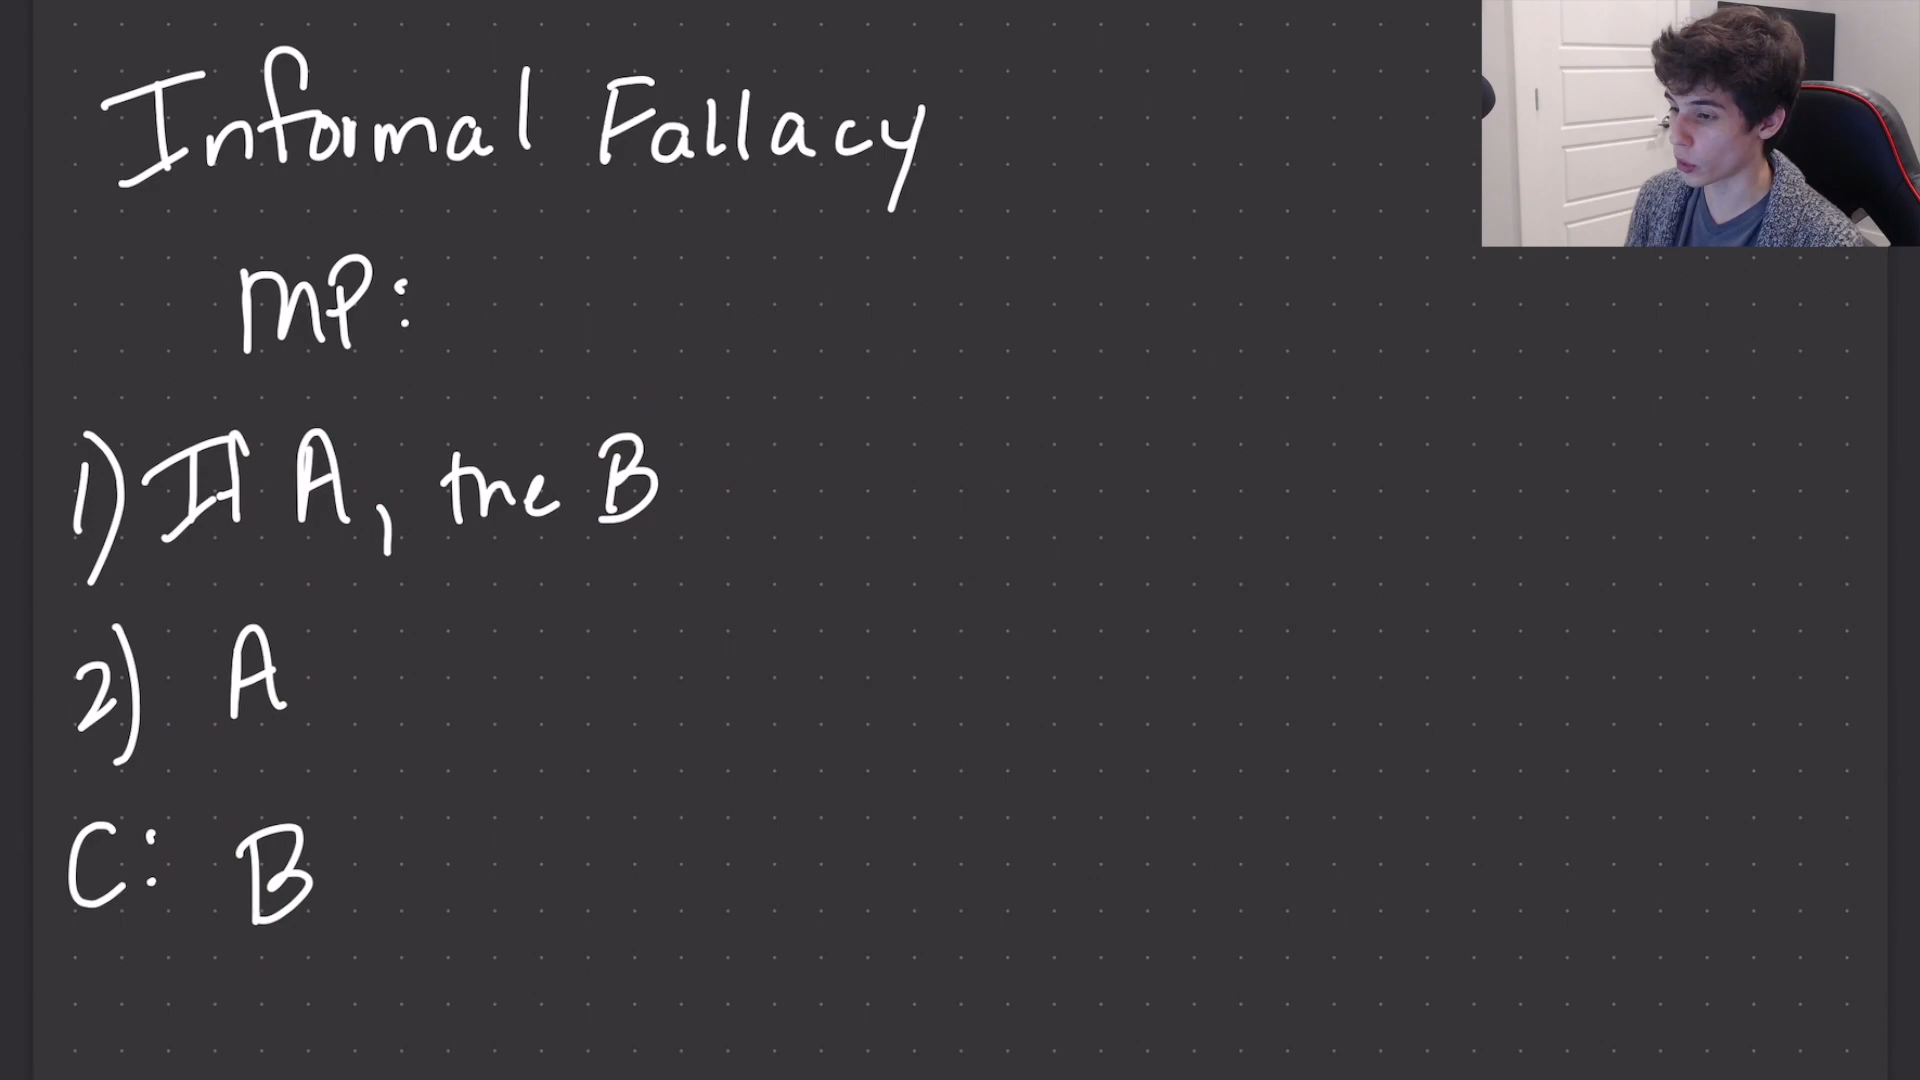 Informal Fallacy
MP:
1) If A, the B
2) A
C: B